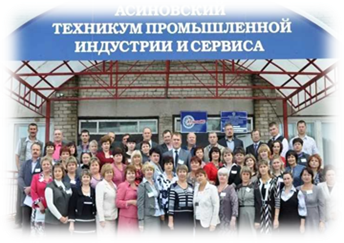 АСИНОВСКИЙ
ТЕХНИКУМ ПРОМЫШЛЕННОЙ
ИНДУСТРИИ И СЕРВИСА